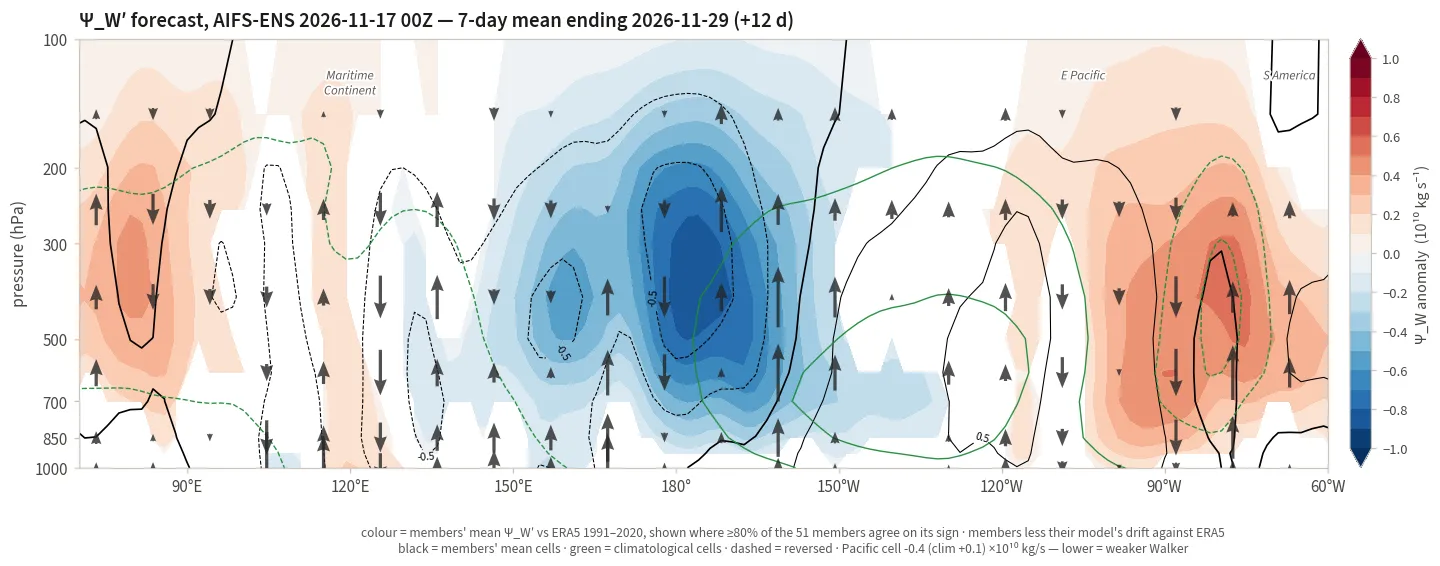 Ψ_W′ forecast, AIFS-ENS 2026-11-17 00Z — 7-day mean ending 2026-11-29 (+12 d)
100
200
300
400
500
700
850
1000
pressure (hPa)
Maritime
Continent
E Pacific
S America
-0.5
-0.5
-0.5
0.5
90°E
120°E
150°E
180°
150°W
120°W
90°W
60°W
1.0
0.8
0.6
0.4
0.2
0.0
−0.2
−0.4
−0.6
−0.8
−1.0
Ψ_W anomaly (10¹⁰ kg s⁻¹)
colour = members' mean Ψ_W′ vs ERA5 1991–2020, shown where ≥80% of the 51 members agree on its sign · members less their model's drift against ERA5
black = members' mean cells · green = climatological cells · dashed = reversed · Pacific cell -0.4 (clim +0.1) ×10¹⁰ kg/s — lower = weaker Walker